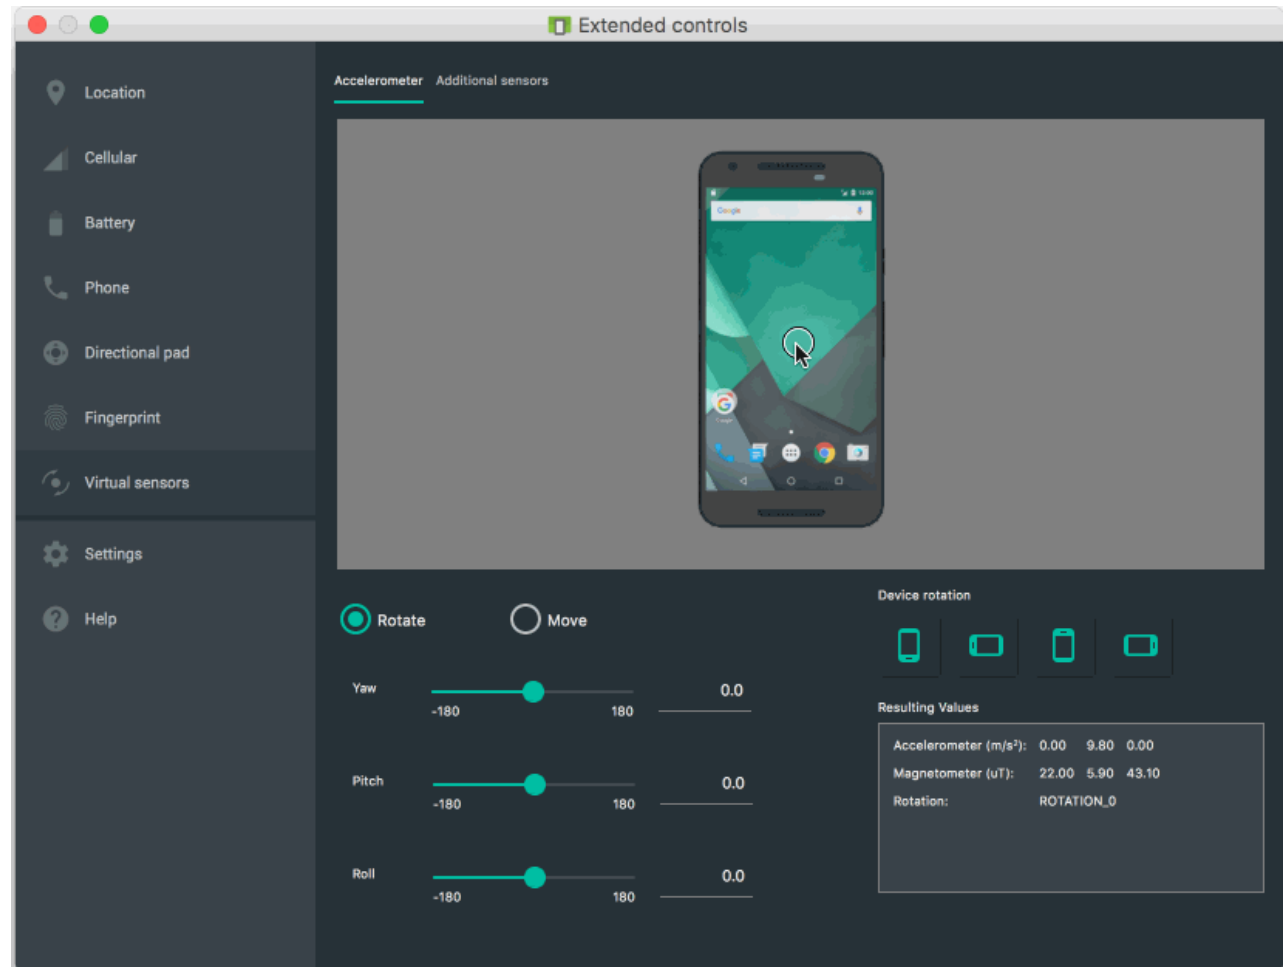 Extended controls
Location
Cellular
Battery
Phone
Directional pad
Fingerprint
Virtual sensors
Settings
Help
Accelerometer Additional sensors
Google
Rotate Move
Yaw 0.0
-180 180
Pitch 0.0
-180 180
Roll 0.0
-180 180
Device rotation
Resulting Values
Accelerometer (m/s²): 0.00 9.80 0.00
Magnetometer (uT): 22.00 5.90 43.10
Rotation: ROTATION_0